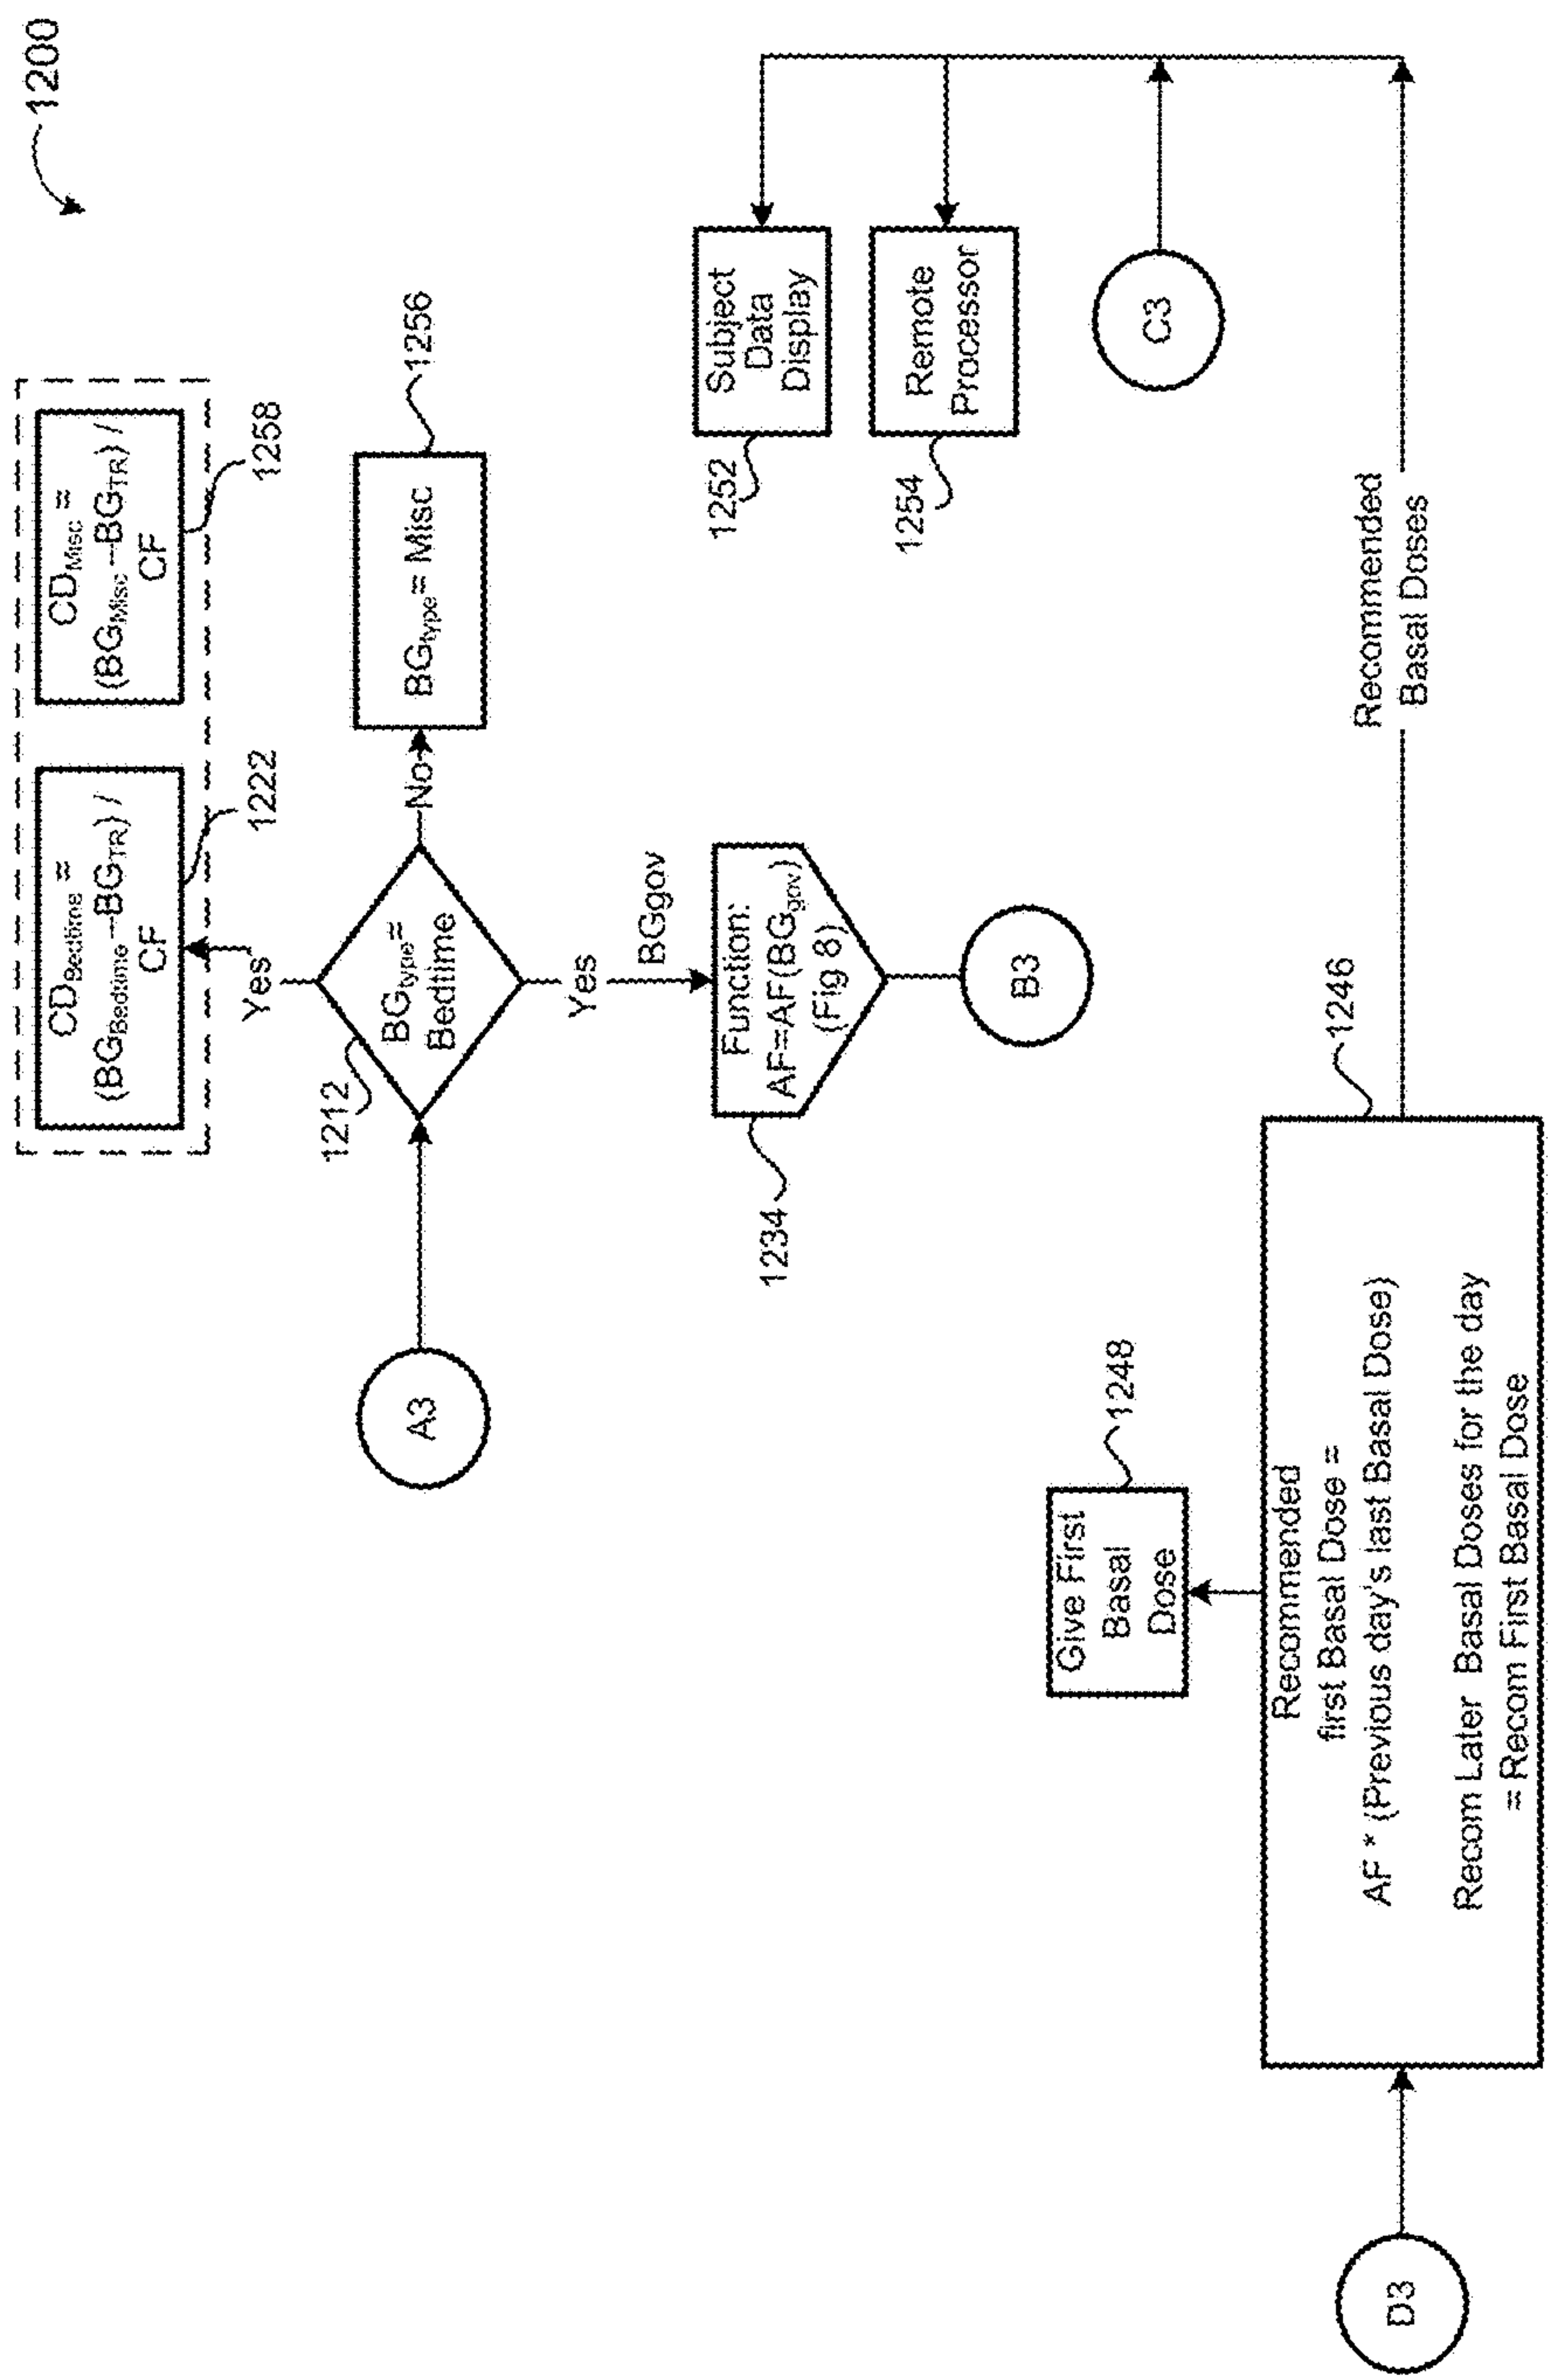 1200
CD_Bedtime =
(BG_Bedtime—BG_TR) /
CF
1222
CD_Misc =
(BG_Misc—BG_TR) /
CF
1258
Yes
A3
1212
BG_type=
Bedtime
No
BG_type= Misc
1256
Yes
BGgov
1234
Function:
AF=AF(BG_gov)
(Fig 8)
B3
Subject
Data
Display
1252
Remote
Processor
1254
C3
Give First
Basal
Dose
1248
D3
Recommended
first Basal Dose =
AF * (Previous day's last Basal Dose)
Recom Later Basal Doses for the day
= Recom First Basal Dose
1246
Recommended
Basal Doses